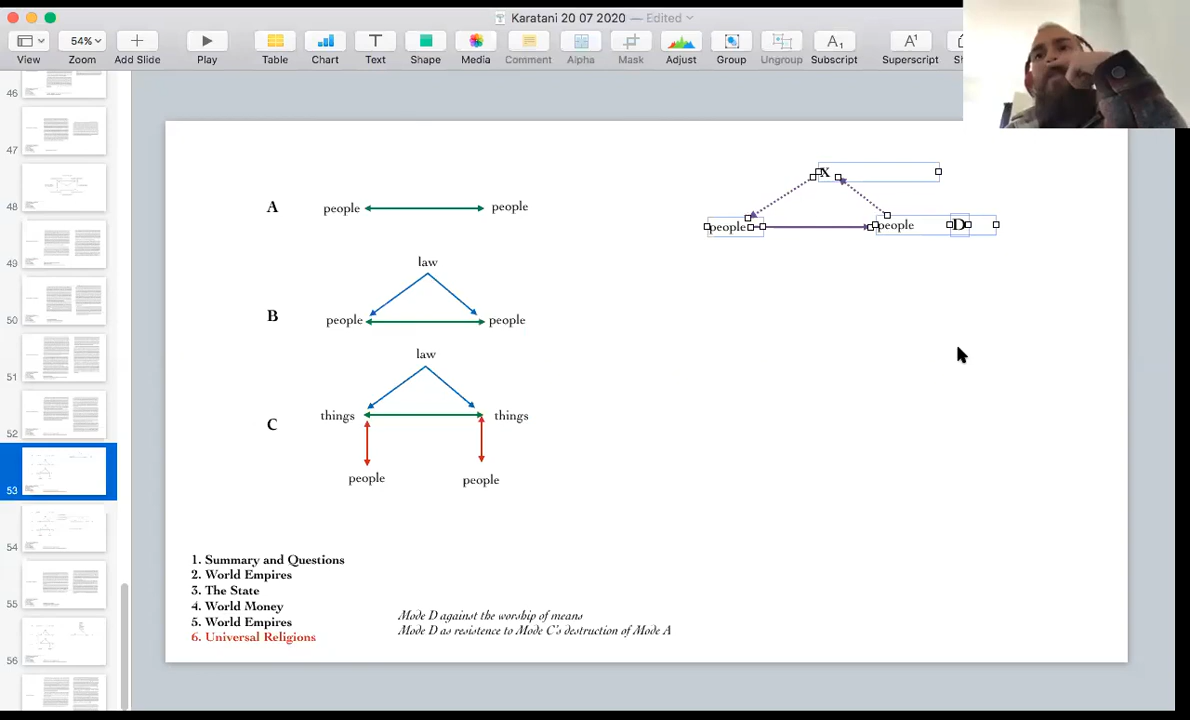 Karatani 20 07 2020 — Edited
54%
View
Zoom
Add Slide
Play
Table
Chart
Text
Shape
Media
Comment
Alpha
Mask
Adjust
Group
Ungroup
Subscript
Superscript
46
47
48
49
50
51
52
53
54
55
56
X
people people D
A people people
law
B people people
law
things things
C
people people
1. Summary and Questions
2. World Empires
3. The State
4. World Money
5. World Empires
6. Universal Religions
Mode D against the worship of means
Mode D as resistence to Mode C's destruction of Mode A